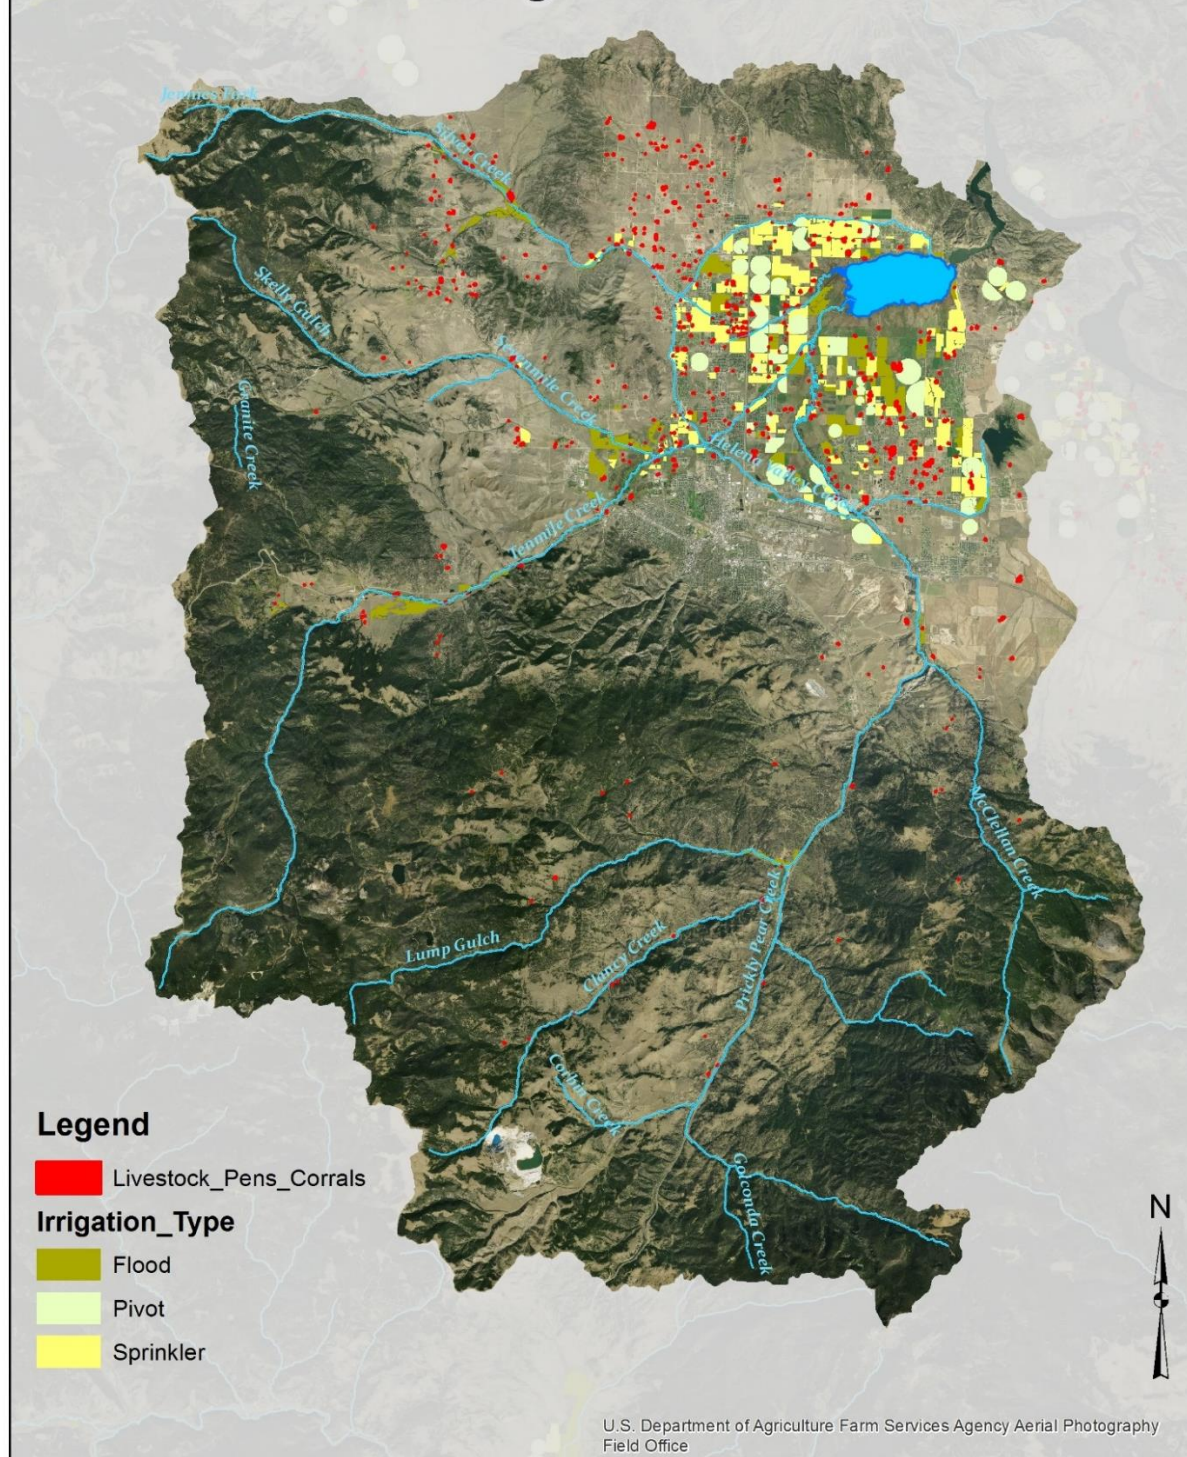 Jennies Fork
Silver Creek
Skelly Gulch
Sevenmile Creek
Granite Creek
Helena Valley
Tenmile Creek
McClellan Creek
Lump Gulch
Clancy Creek
Prickly Pear Creek
Corbin Creek
Golconda Creek
Legend
Livestock_Pens_Corrals
Irrigation_Type
Flood
Pivot
Sprinkler
N
U.S. Department of Agriculture Farm Services Agency Aerial Photography
Field Office